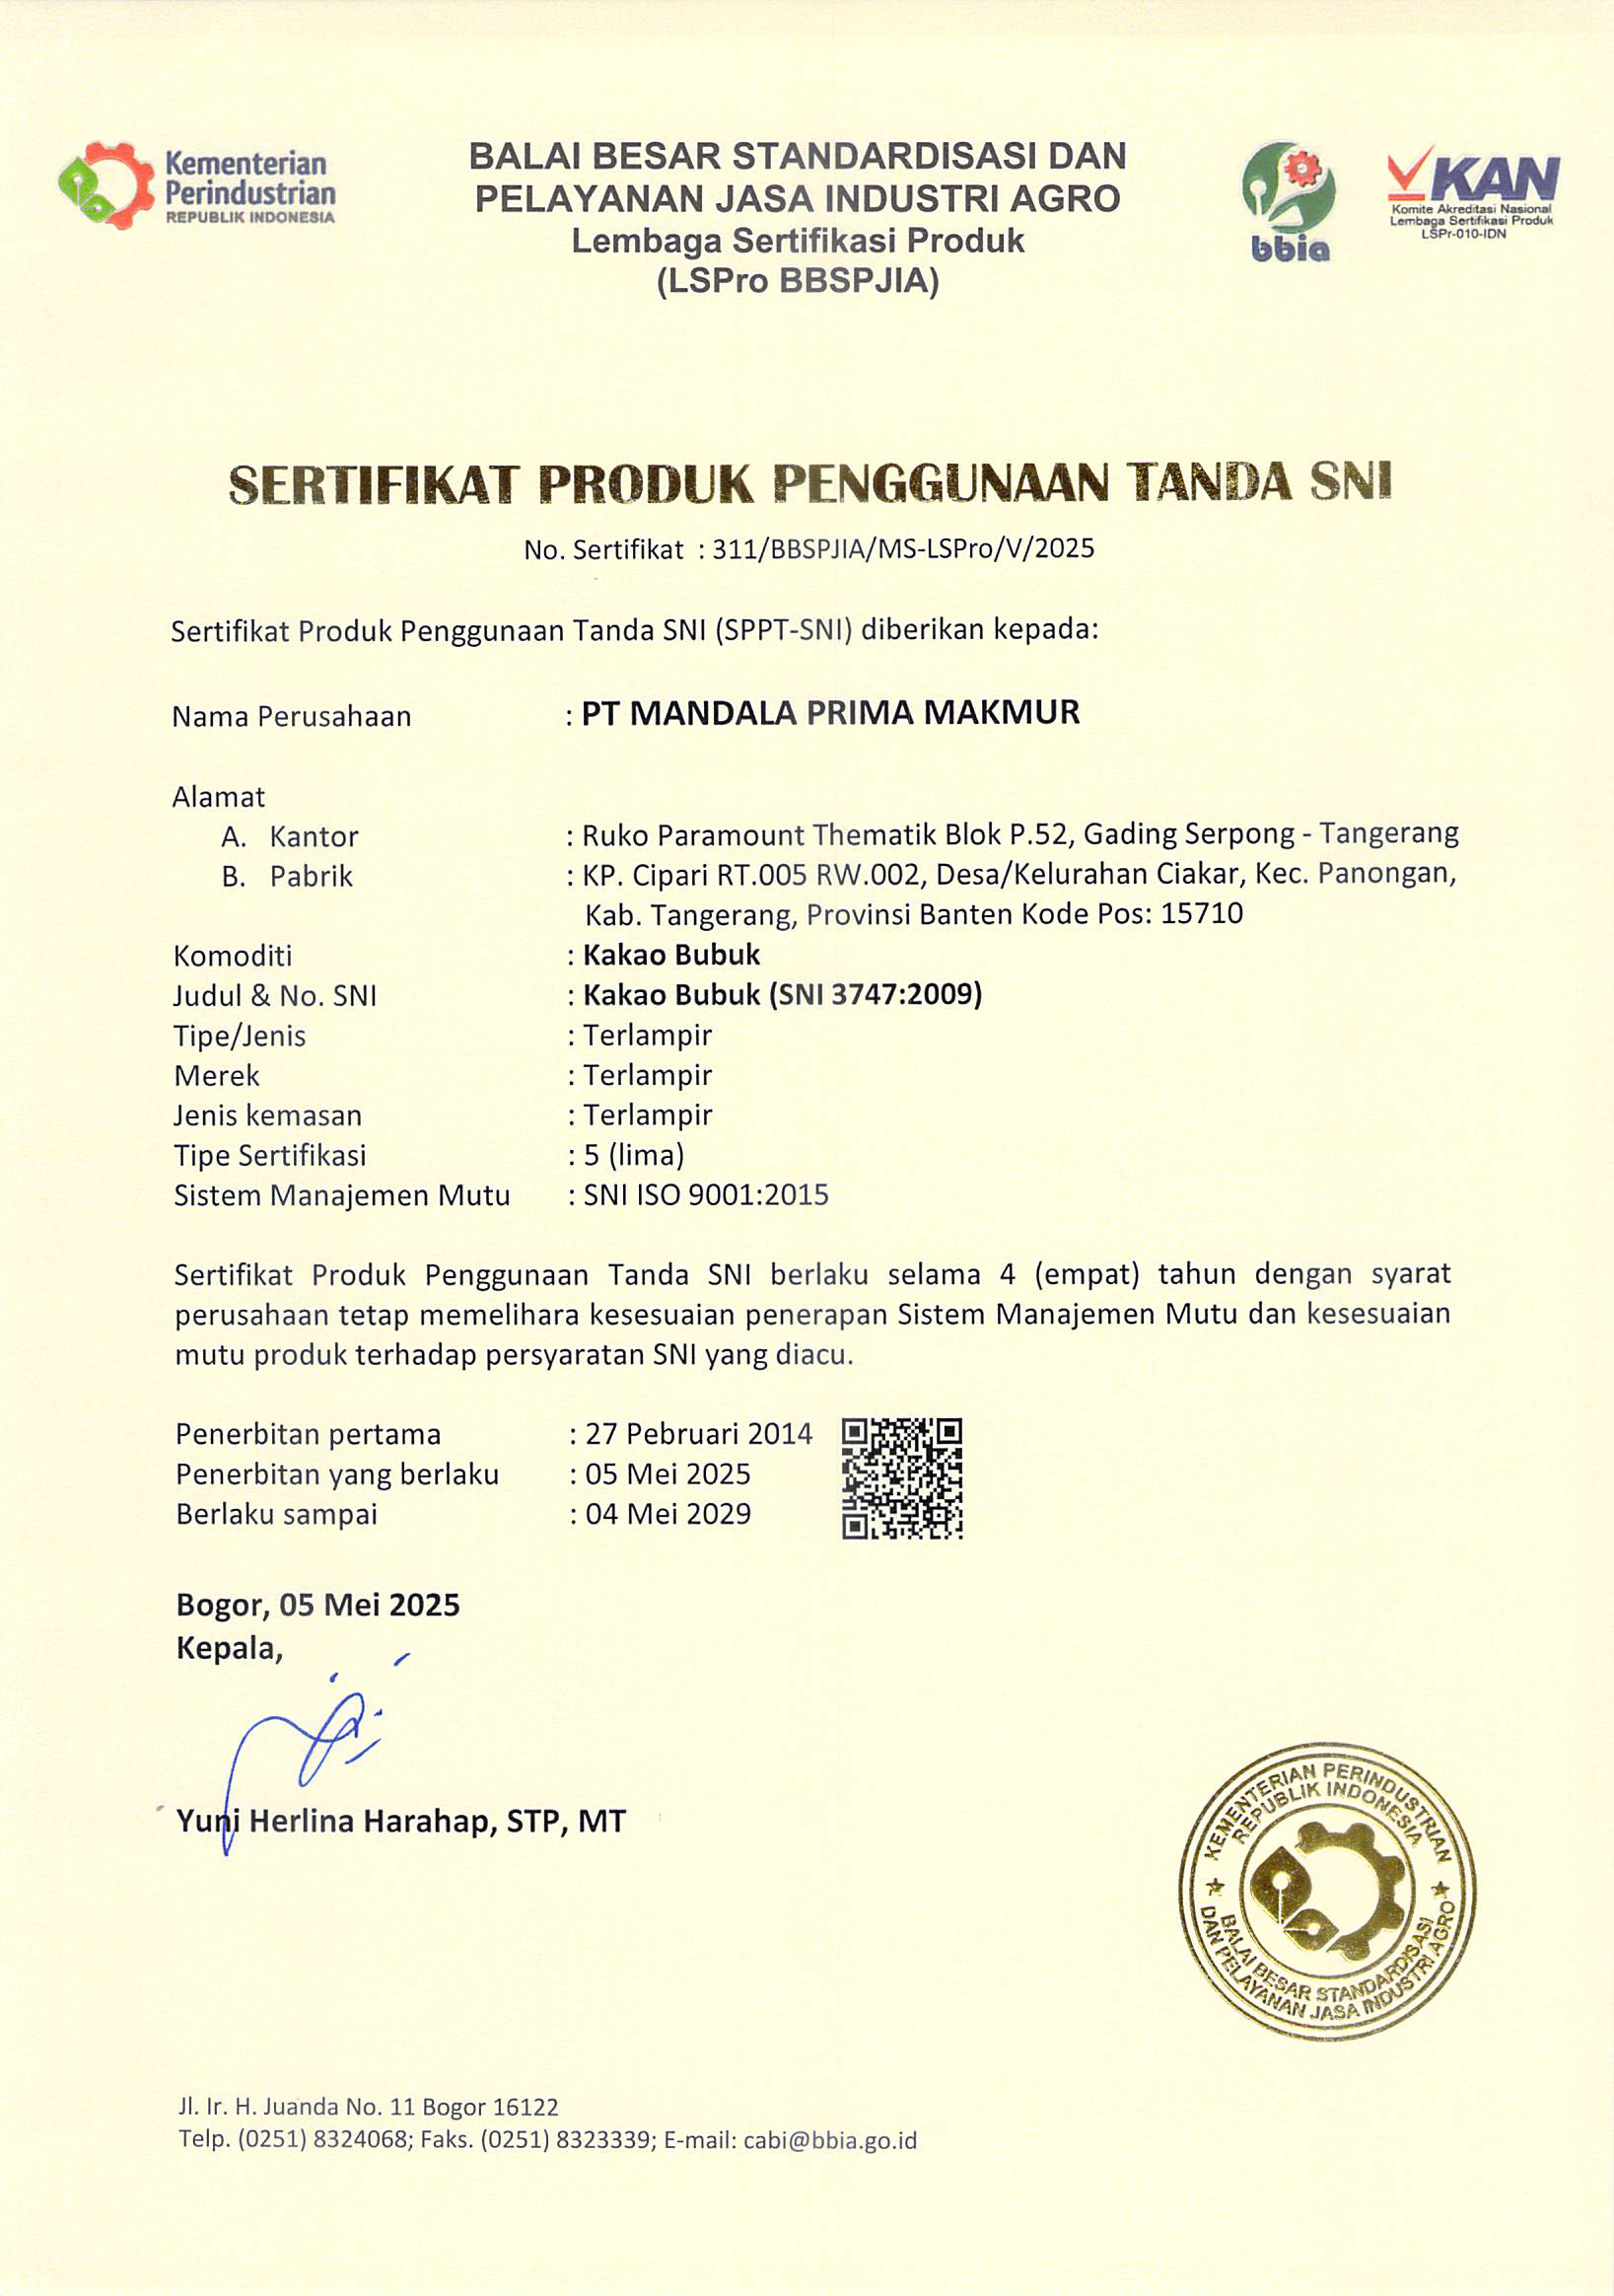 Kementerian
Perindustrian
REPUBLIK INDONESIA
BALAI BESAR STANDARDISASI DAN
PELAYANAN JASA INDUSTRI AGRO
Lembaga Sertifikasi Produk
(LSPro BBSPJIA)
bbia
KAN
Komite Akreditasi Nasional
Lembaga Sertifikasi Produk
LSPr-010-IDN
SERTIFIKAT PRODUK PENGGUNAAN TANDA SNI
No. Sertifikat : 311/BBSPJIA/MS-LSPro/V/2025
Sertifikat Produk Penggunaan Tanda SNI (SPPT-SNI) diberikan kepada:
Nama Perusahaan : PT MANDALA PRIMA MAKMUR
Alamat
A. Kantor : Ruko Paramount Thematik Blok P.52, Gading Serpong - Tangerang
B. Pabrik : KP. Cipari RT.005 RW.002, Desa/Kelurahan Ciakar, Kec. Panongan,
Kab. Tangerang, Provinsi Banten Kode Pos: 15710
Komoditi : Kakao Bubuk
Judul & No. SNI : Kakao Bubuk (SNI 3747:2009)
Tipe/Jenis : Terlampir
Merek : Terlampir
Jenis kemasan : Terlampir
Tipe Sertifikasi : 5 (lima)
Sistem Manajemen Mutu : SNI ISO 9001:2015
Sertifikat Produk Penggunaan Tanda SNI berlaku selama 4 (empat) tahun dengan syarat
perusahaan tetap memelihara kesesuaian penerapan Sistem Manajemen Mutu dan kesesuaian
mutu produk terhadap persyaratan SNI yang diacu.
Penerbitan pertama : 27 Pebruari 2014
Penerbitan yang berlaku : 05 Mei 2025
Berlaku sampai : 04 Mei 2029
Bogor, 05 Mei 2025
Kepala,
Yuni Herlina Harahap, STP, MT
KEMENTERIAN PERINDUSTRIAN
REPUBLIK INDONESIA
BALAI BESAR STANDARDISASI
DAN PELAYANAN JASA INDUSTRI AGRO
Jl. Ir. H. Juanda No. 11 Bogor 16122
Telp. (0251) 8324068; Faks. (0251) 8323339; E-mail: cabi@bbia.go.id